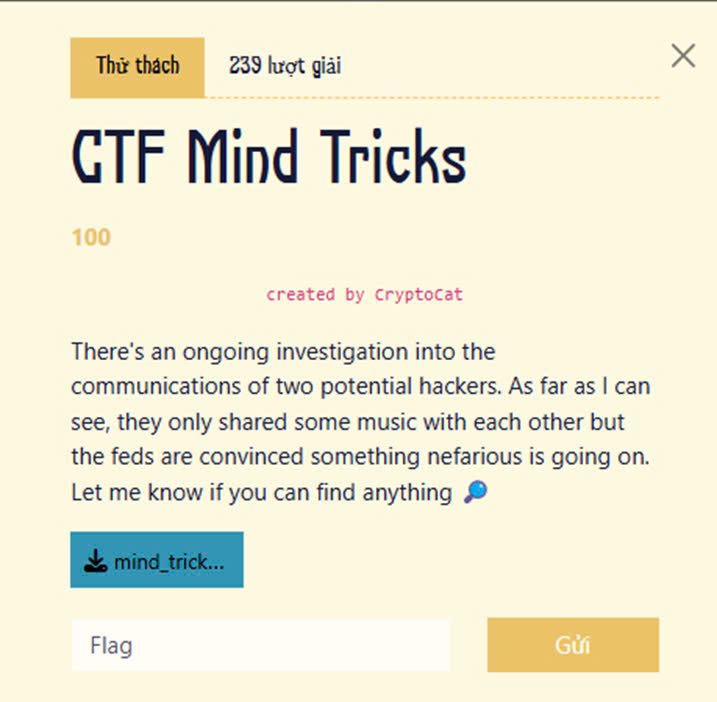 Thử thách
239 lượt giải
CTF Mind Tricks
100
created by CryptoCat
There's an ongoing investigation into the
communications of two potential hackers. As far as I can
see, they only shared some music with each other but
the feds are convinced something nefarious is going on.
Let me know if you can find anything 🔎
mind_trick...
Flag
Gửi